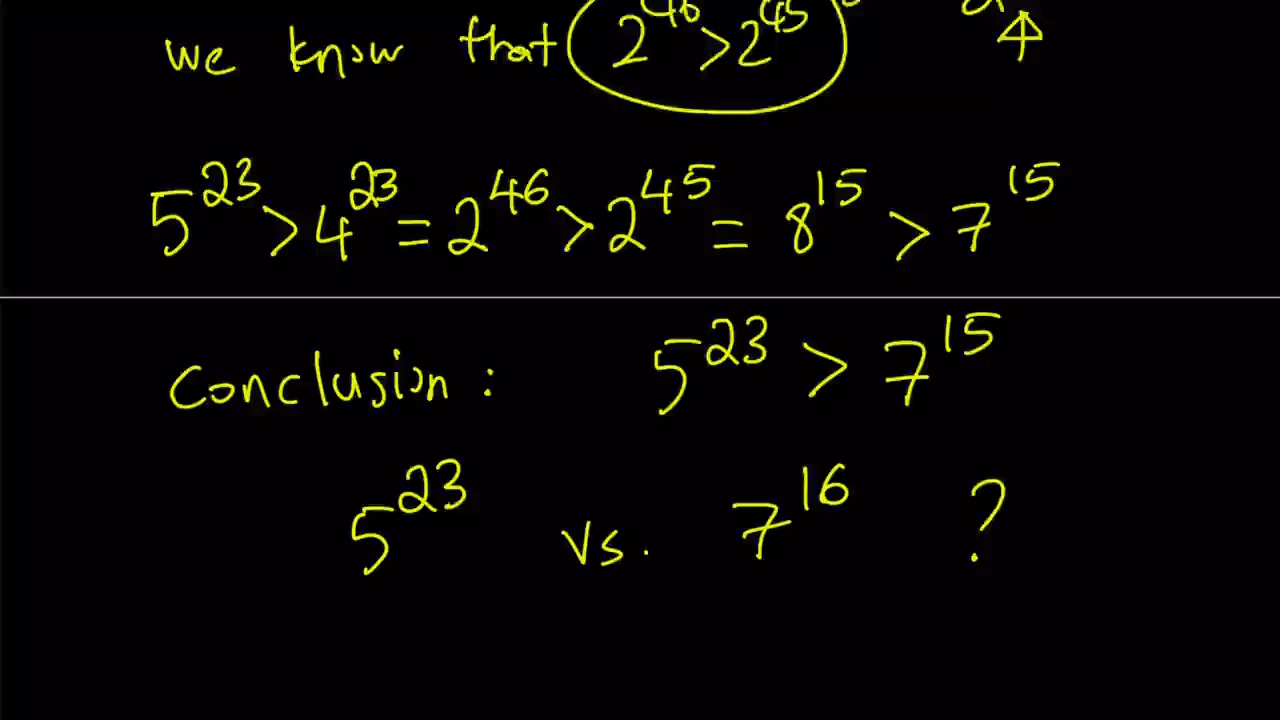 we know that 2^46 > 2^45
4
5^23 > 4^23 = 2^46 > 2^45 = 8^15 > 7^15
Conclusion: 5^23 > 7^15
5^23 vs. 7^16 ?